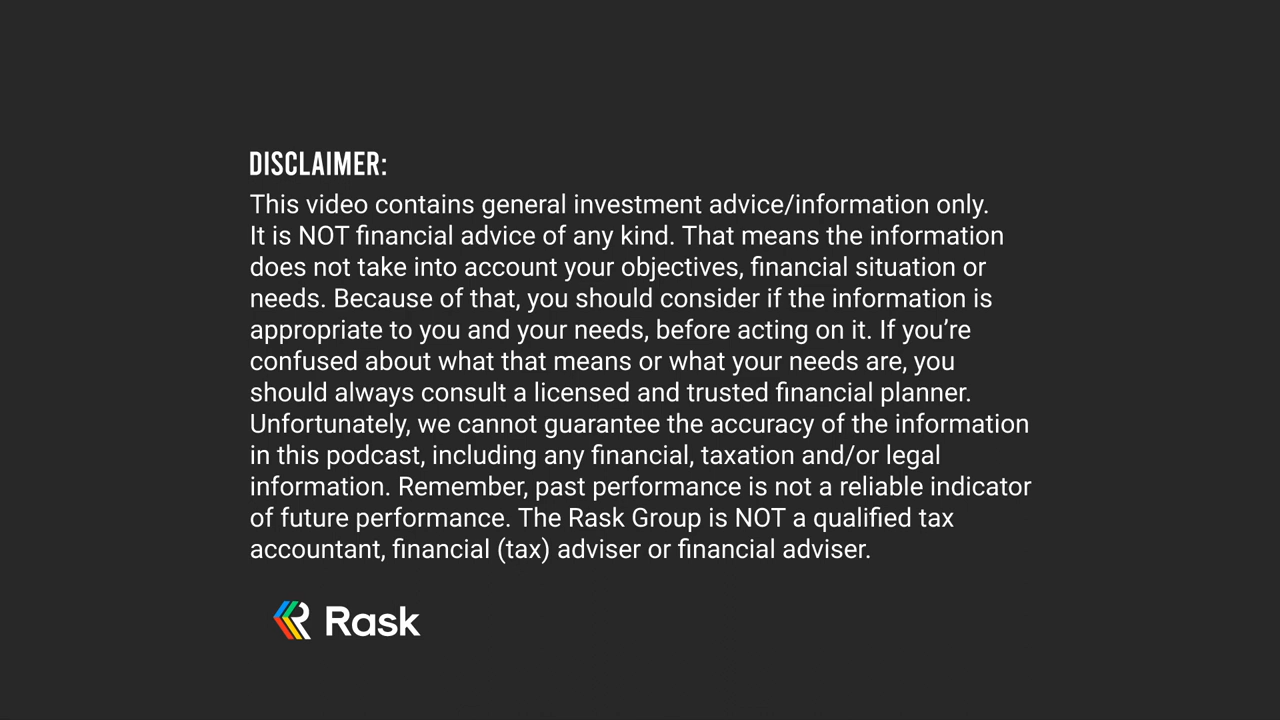 DISCLAIMER:
This video contains general investment advice/information only.
It is NOT financial advice of any kind. That means the information
does not take into account your objectives, financial situation or
needs. Because of that, you should consider if the information is
appropriate to you and your needs, before acting on it. If you’re
confused about what that means or what your needs are, you
should always consult a licensed and trusted financial planner.
Unfortunately, we cannot guarantee the accuracy of the information
in this podcast, including any financial, taxation and/or legal
information. Remember, past performance is not a reliable indicator
of future performance. The Rask Group is NOT a qualified tax
accountant, financial (tax) adviser or financial adviser.
Rask